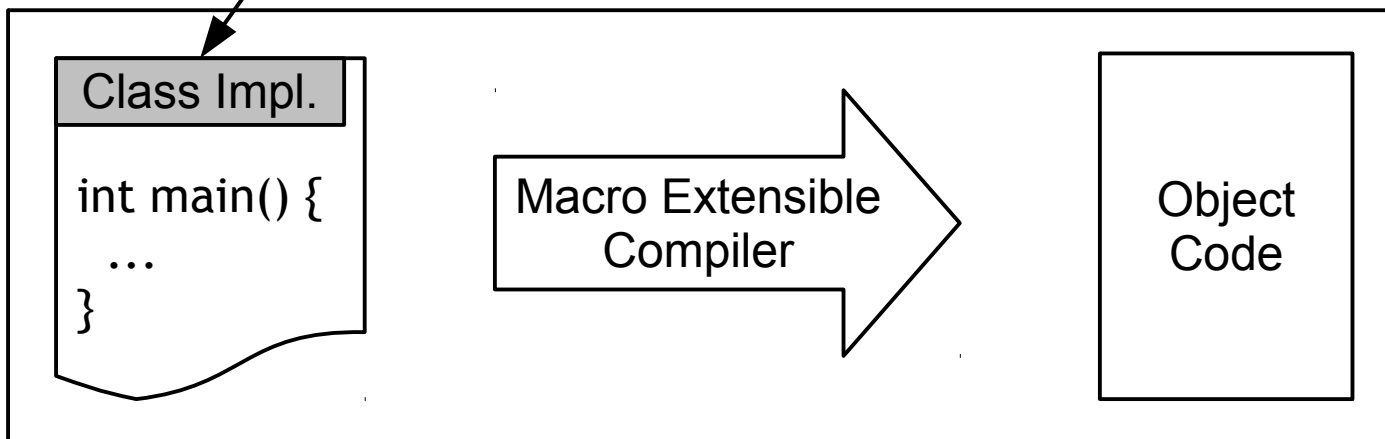 Class Impl.
int main() {
...
}
Macro Extensible
Compiler
Object
Code